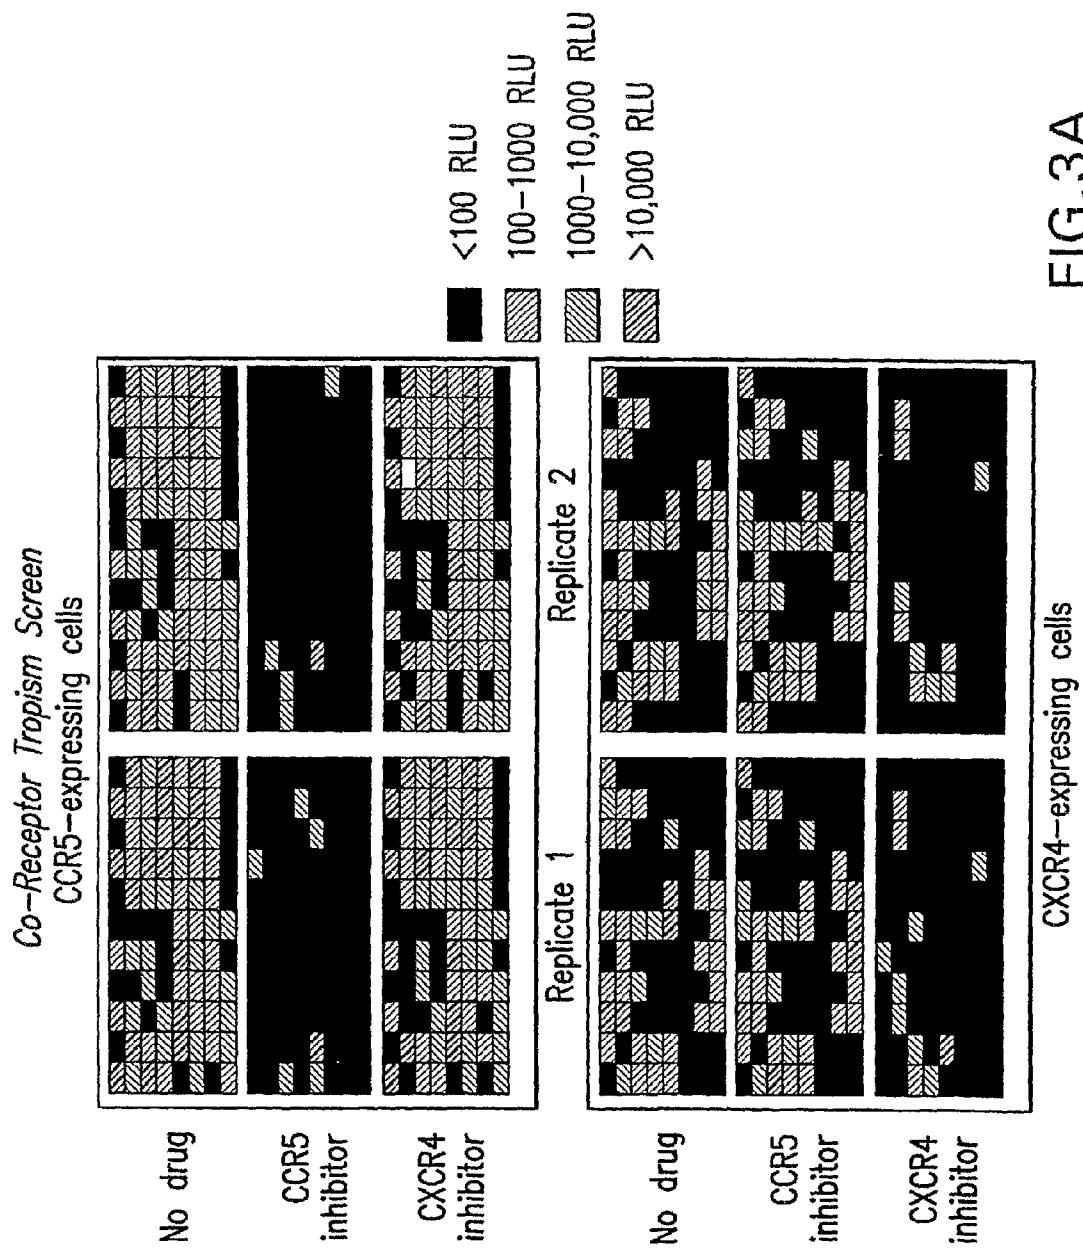 Co-Receptor Tropism Screen
CCR5-expressing cells
No drug
CCR5
inhibitor
CXCR4
inhibitor
Replicate 1
Replicate 2
No drug
CCR5
inhibitor
CXCR4
inhibitor
CXCR4-expressing cells
<100 RLU
100-1000 RLU
1000-10,000 RLU
>10,000 RLU
FIG.3A